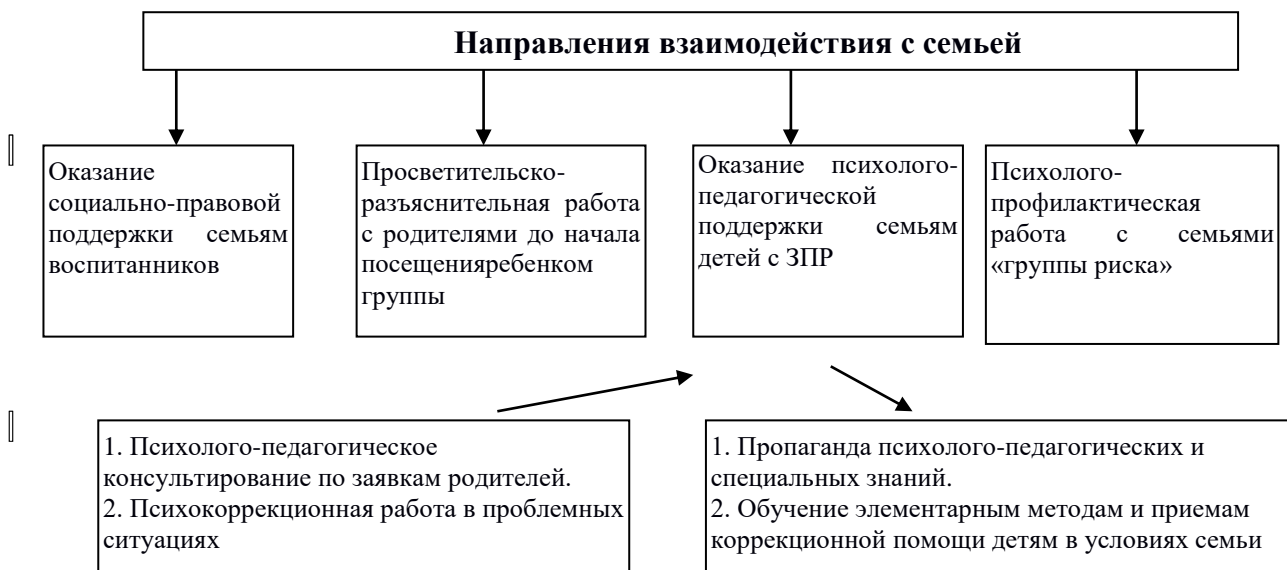 Направления взаимодействия с семьей
Оказание
социально-правовой
поддержки семьям
воспитанников
Просветительско-
разъяснительная работа
с родителями до начала
посещенияребенком
группы
Оказание психолого-
педагогической
поддержки семьям
детей с ЗПР
Психолого-
профилактическая
работа с семьями
«группы риска»
1. Психолого-педагогическое
консультирование по заявкам родителей.
2. Психокоррекционная работа в проблемных
ситуациях
1. Пропаганда психолого-педагогических и
специальных знаний.
2. Обучение элементарным методам и приемам
коррекционной помощи детям в условиях семьи